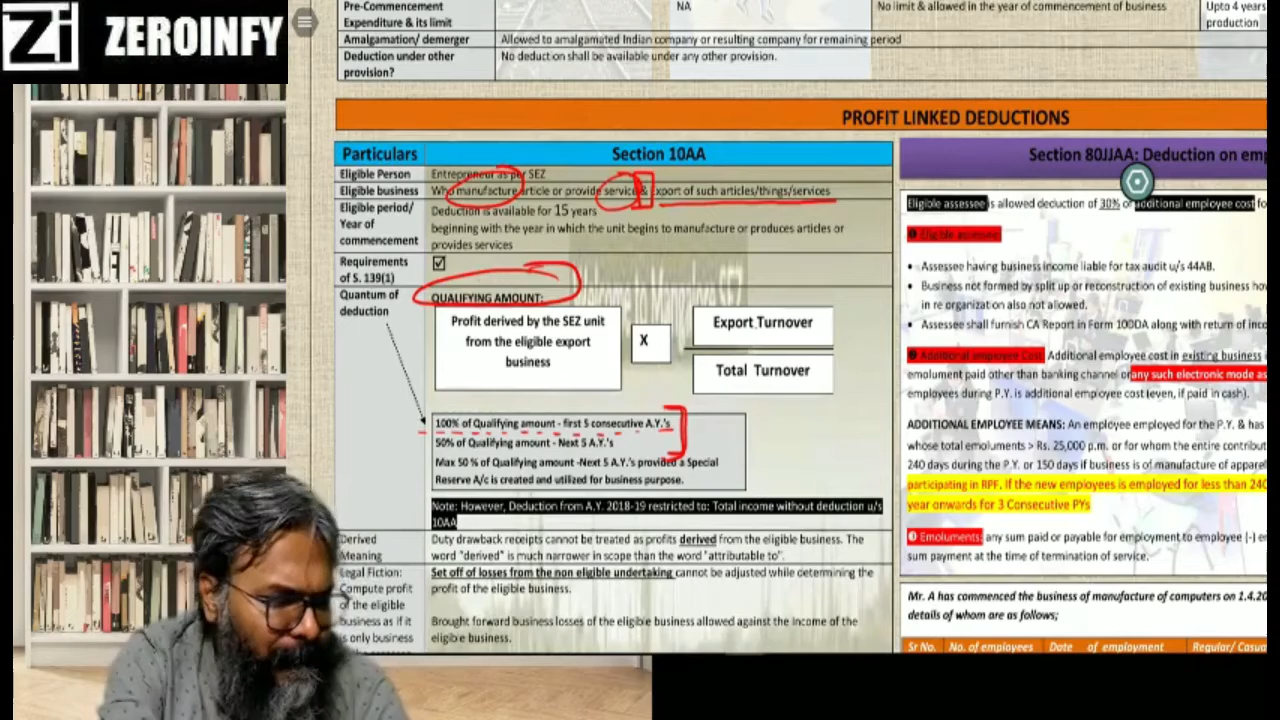 Zi ZEROINFY
Pre-Commencement
Expenditure & its limit
NA
No limit & allowed in the year of commencement of business
Upto 4 years
production
Amalgamation/ demerger
Allowed to amalgamated Indian company or resulting company for remaining period
Deduction under other
provision?
No deduction shall be available under any other provision.
PROFIT LINKED DEDUCTIONS
Particulars
Section 10AA
Eligible Person
Entrepreneur as per SEZ
Eligible business
Who manufacture article or provide service & export of such articles/things/services
Eligible period/
Year of
commencement
Deduction is available for 15 years
beginning with the year in which the unit begins to manufacture or produces articles or
provides services
Requirements
of S. 139(1)
☑
Quantum of
deduction
QUALIFYING AMOUNT:
Profit derived by the SEZ unit
from the eligible export
business
X
Export Turnover
Total Turnover
100% of Qualifying amount - first 5 consecutive A.Y.'s
50% of Qualifying amount - Next 5 A.Y.'s
Max 50 % of Qualifying amount -Next 5 A.Y.'s provided a Special
Reserve A/c is created and utilized for business purpose.
Note: However, Deduction from A.Y. 2018-19 restricted to: Total income without deduction u/s
10AA
Derived
Meaning
Duty drawback receipts cannot be treated as profits derived from the eligible business. The
word "derived" is much narrower in scope than the word "attributable to".
Legal Fiction:
Compute profit
of the eligible
business as if it
is only business
Set off of losses from the non eligible undertaking cannot be adjusted while determining the
profit of the eligible business.
Brought forward business losses of the eligible business allowed against the income of the
eligible business.
Section 80JJAA: Deduction on emp
Eligible assessee is allowed deduction of 30% of additional employee cost fo
❶ Eligible assessee:
• Assessee having business income liable for tax audit u/s 44AB.
• Business not formed by split up or reconstruction of existing business ho
in re organization also not allowed.
• Assessee shall furnish CA Report in Form 10DDA along with return of inco
❷ Additional employee Cost: Additional employee cost in existing business
emolument paid other than banking channel or any such electronic mode as
employees during P.Y. is additional employee cost (even, if paid in cash).
ADDITIONAL EMPLOYEE MEANS: An employee employed for the P.Y. & has
whose total emoluments > Rs. 25,000 p.m. or for whom the entire contribut
240 days during the P.Y. or 150 days if business is of manufacture of appare
participating in RPF. If the new employees is employed for less than 240
year onwards for 3 Consecutive PYs
❸ Emoluments: any sum paid or payable for employment to employee (-) e
sum payment at the time of termination of service.
Mr. A has commenced the business of manufacture of computers on 1.4.20
details of whom are as follows;
Sr No. No. of employees Date of employment Regular/ Casua